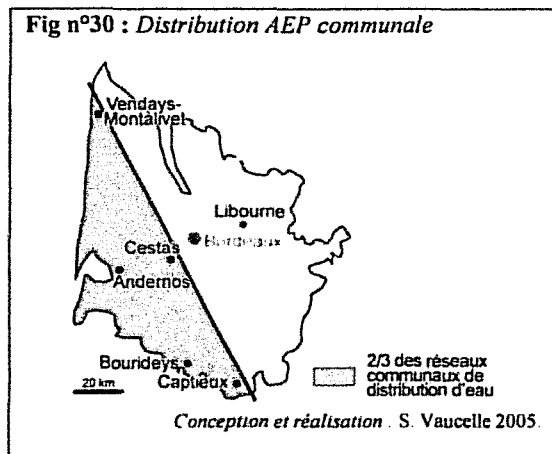 Fig n°30 : Distribution AEP communale
Vendays-
Montalivet
Libourne
Bordeaux
Cestas
Andernos
Bourideys
Captieux
20 km
2/3 des réseaux
communaux de
distribution d'eau
Conception et réalisation . S. Vaucelle 2005.